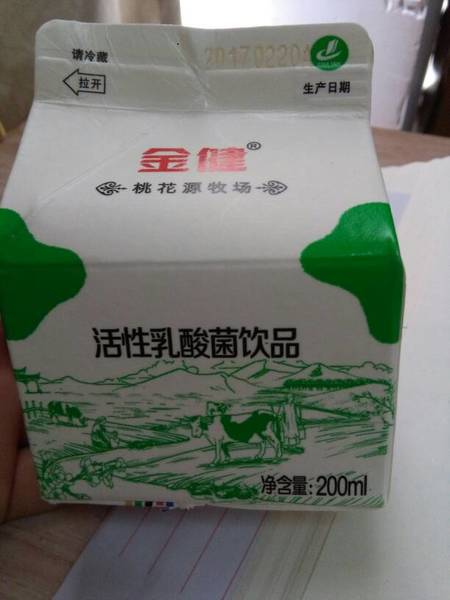 请冷藏
拉开
20170220
生产日期
金健®
桃花源牧场
活性乳酸菌饮品
净含量:200ml